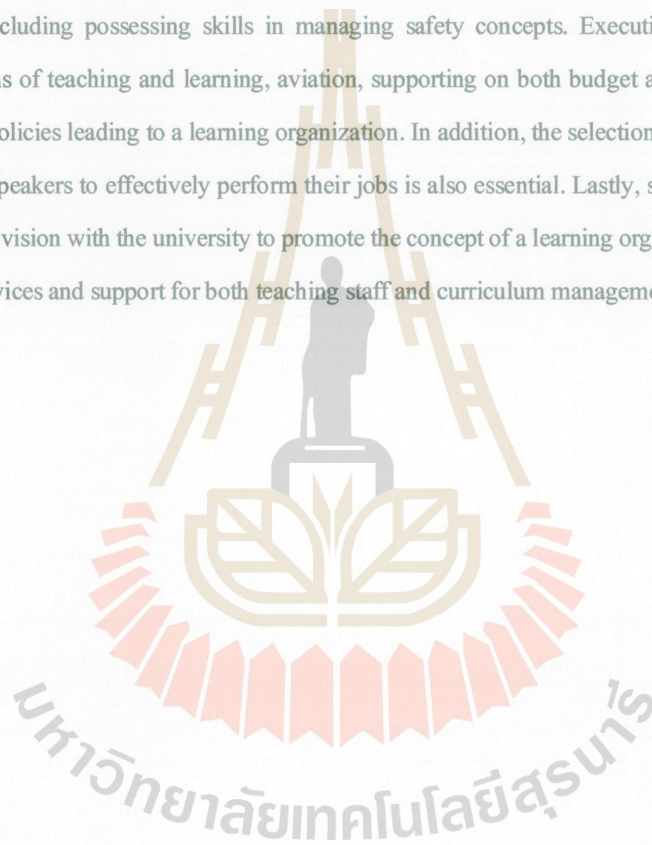 cluding possessing skills in managing safety concepts. Executi
ns of teaching and learning, aviation, supporting on both budget a
olicies leading to a learning organization. In addition, the selection
peakers to effectively perform their jobs is also essential. Lastly, s
vision with the university to promote the concept of a learning org
vices and support for both teaching staff and curriculum manageme
มหาวิทยาลัยเทคโนโลยีสุรนาร